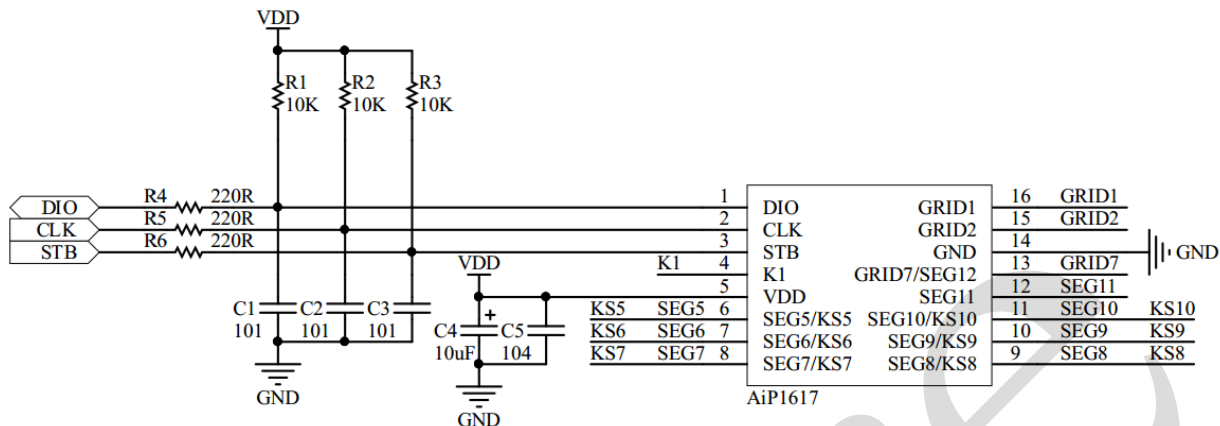 VDD
R1
10K
R2
10K
R3
10K
DIO
R4 220R
CLK
R5 220R
STB
R6 220R
C1
101
C2
101
C3
101
GND
VDD
C4
10uF
+
C5
104
GND
K1
KS5 SEG5
KS6 SEG6
KS7 SEG7
1 DIO
2 CLK
3 STB
4 K1
5 VDD
6 SEG5/KS5
7 SEG6/KS6
8 SEG7/KS7
GRID1 16 GRID1
GRID2 15 GRID2
GND 14 GND
GRID7/SEG12 13 GRID7
SEG11 12 SEG11
SEG10/KS10 11 SEG10 KS10
SEG9/KS9 10 SEG9 KS9
SEG8/KS8 9 SEG8 KS8
AiP1617